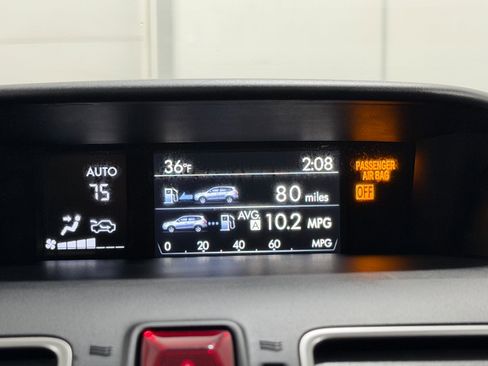 AUTO
75
36°F 2:08
80 miles
AVG. A 10.2 MPG
0 20 40 60 MPG
PASSENGER
AIR BAG
OFF